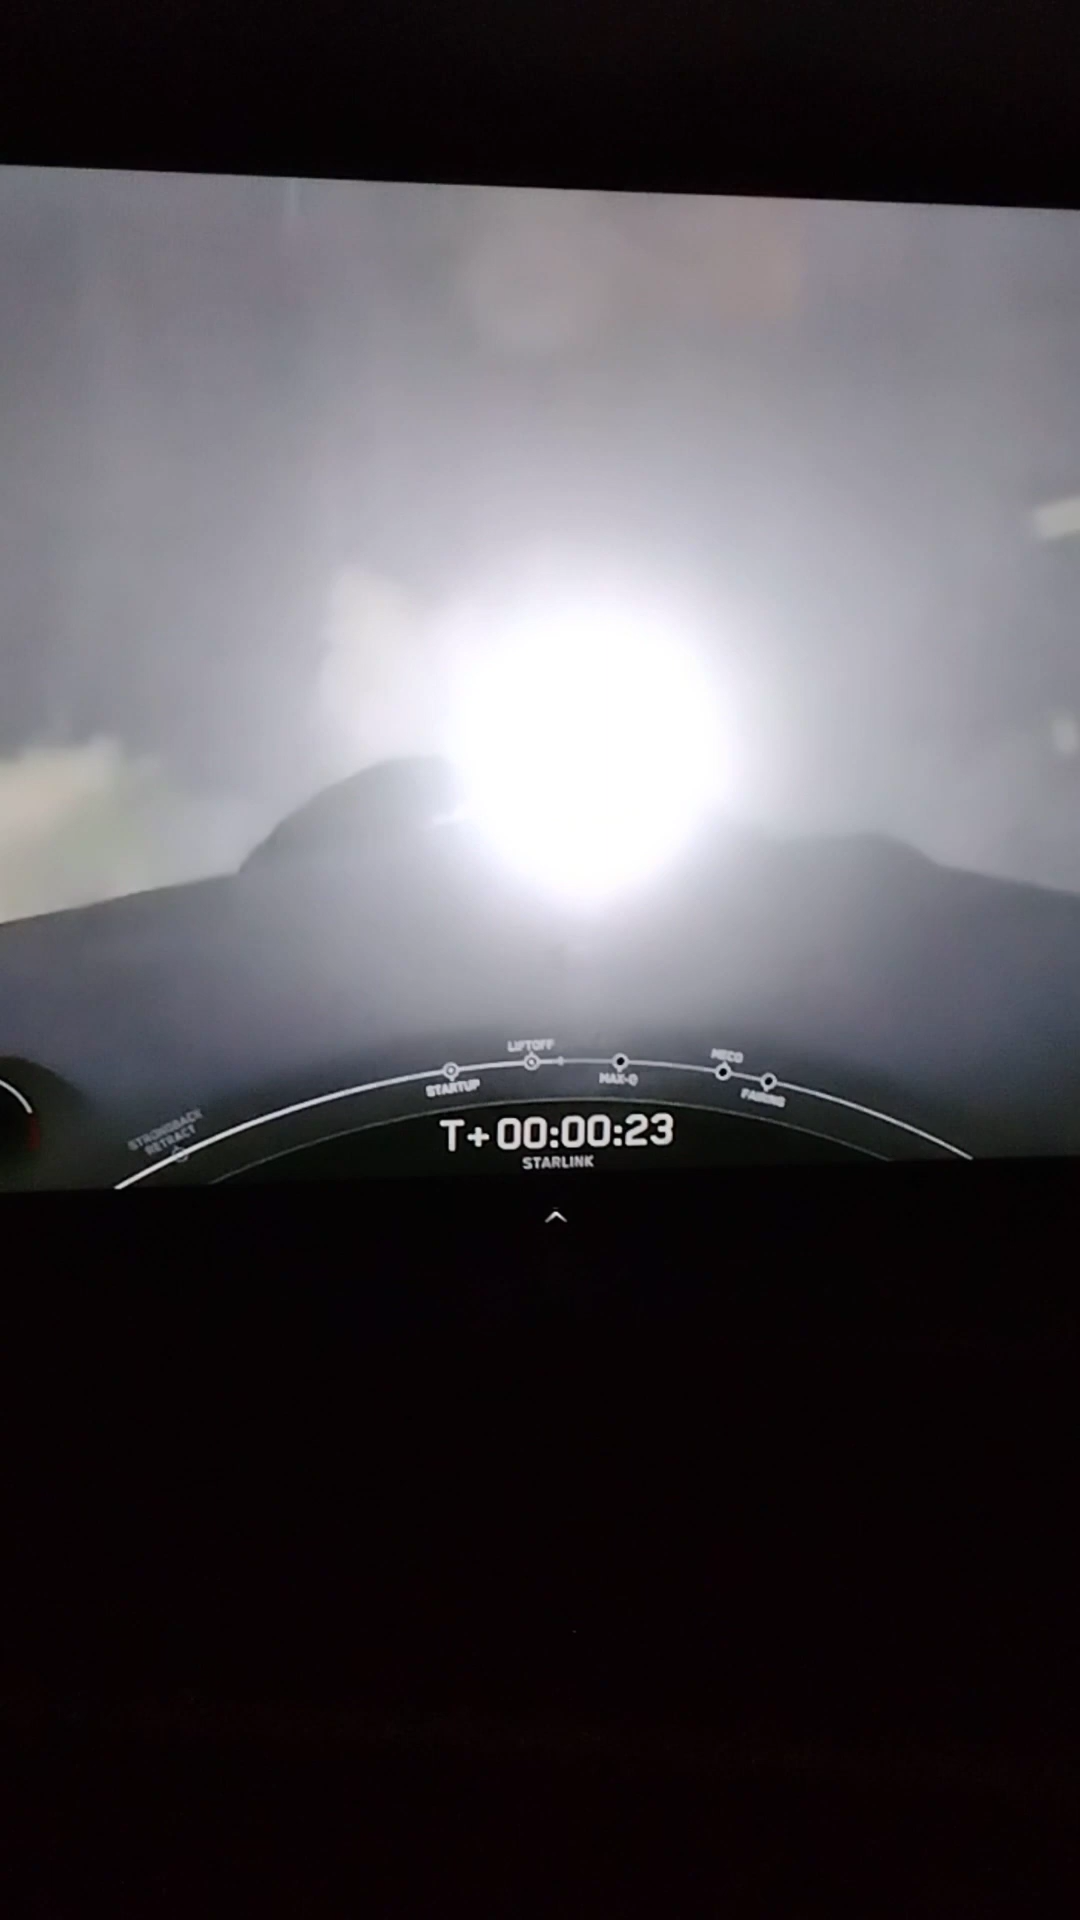 LIFTOFF
MECO
STARTUP
MAX-Q
FAIRING
STRONGBACK
RETRACT
T+00:00:23
STARLINK